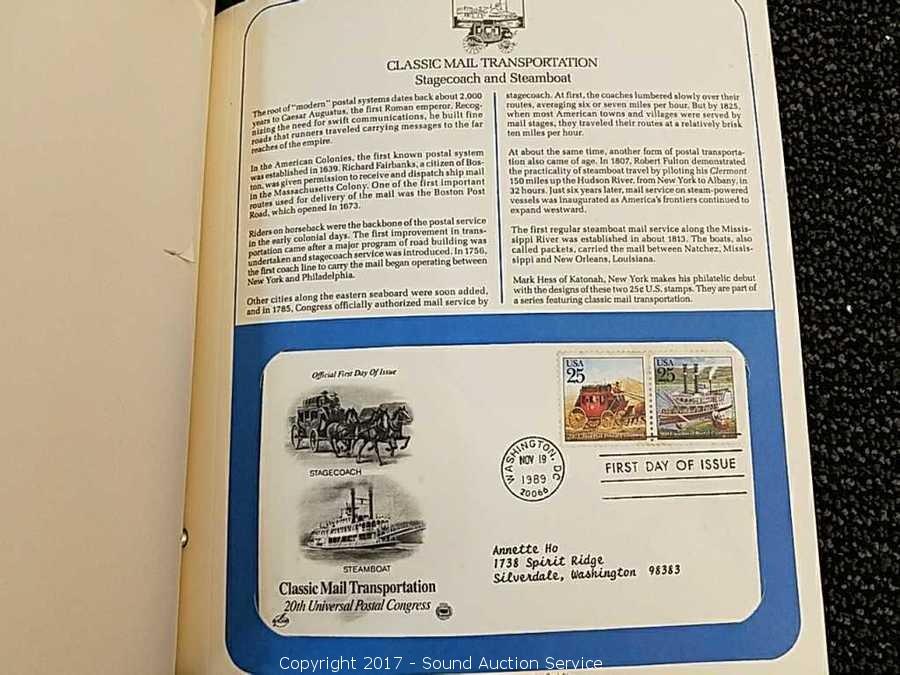 CLASSIC MAIL TRANSPORTATION
Stagecoach and Steamboat
The root of "modern" postal systems dates back about 2,000
years to Caesar Augustus, the first Roman emperor. Recog-
nizing the need for swift communications, he built fine
roads that runners traveled carrying messages to the far
reaches of the empire.
In the American Colonies, the first known postal system
was established in 1639. Richard Fairbanks, a citizen of Bos-
ton, was given permission to receive and dispatch ship mail
in the Massachusetts Colony. One of the first important
routes used for delivery of the mail was the Boston Post
Road, which opened in 1673.
Riders on horseback were the backbone of the postal service
in the early colonial days. The first improvement in trans-
portation came after a major program of road building was
undertaken and stagecoach service was introduced. In 1756,
the first coach line to carry the mail began operating between
New York and Philadelphia.
Other cities along the eastern seaboard were soon added,
and in 1785, Congress officially authorized mail service by
stagecoach. At first, the coaches lumbered slowly over their
routes, averaging six or seven miles per hour. But by 1825,
when most American towns and villages were served by
mail stages, they traveled their routes at a relatively brisk
ten miles per hour.
At about the same time, another form of postal transporta-
tion also came of age. In 1807, Robert Fulton demonstrated
the practicality of steamboat travel by piloting his Clermont
150 miles up the Hudson River, from New York to Albany, in
32 hours. Just six years later, mail service on steam-powered
vessels was inaugurated as America's frontiers continued to
expand westward.
The first regular steamboat mail service along the Missis-
sippi River was established in about 1813. The boats, also
called packets, carried the mail between Natchez, Missis-
sippi and New Orleans, Louisiana.
Mark Hess of Katonah, New York makes his philatelic debut
with the designs of these two 25¢ U.S. stamps. They are part of
a series featuring classic mail transportation.
Official First Day Of Issue
STAGECOACH
STEAMBOAT
Classic Mail Transportation
20th Universal Postal Congress
USA
25
USA
25
20th Universal Postal Congress
20th Universal Postal Congress
WASHINGTON, DC
NOV 19
1989
20066
FIRST DAY OF ISSUE
Annette Ho
1738 Spirit Ridge
Silverdale, Washington 98383
Copyright 2017 - Sound Auction Service